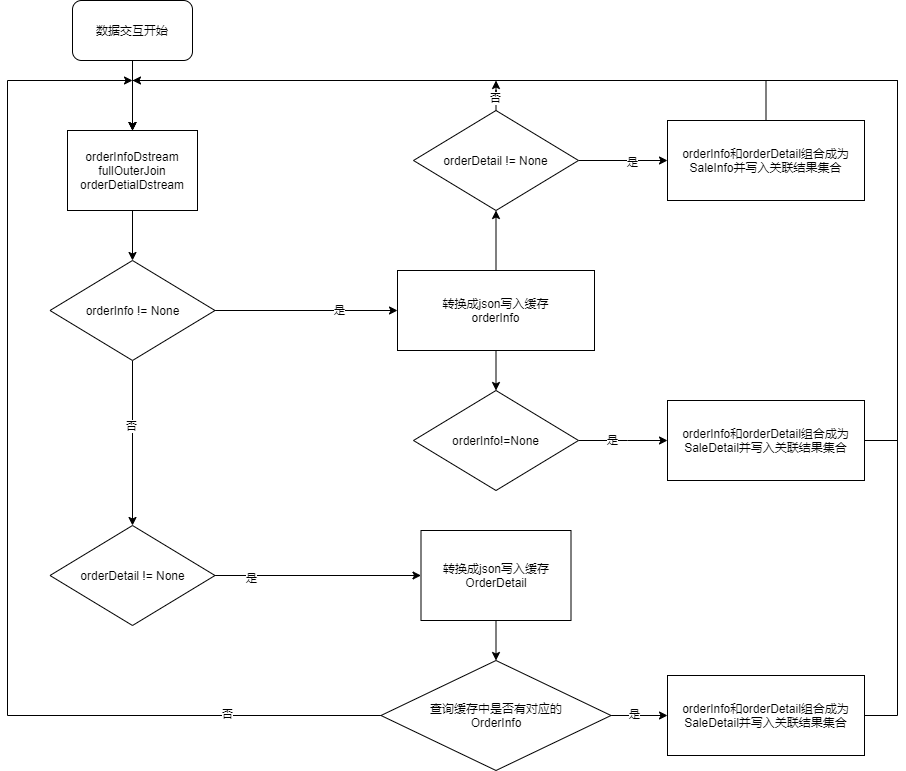 数据交互开始
否
orderInfoDstream
fullOuterJoin
orderDetialDstream
orderDetail != None
是
orderInfo和orderDetail组合成为
SaleInfo并写入关联结果集合
orderInfo != None
是
转换成json写入缓存
orderInfo
否
orderInfo!=None
是
orderInfo和orderDetail组合成为
SaleDetail并写入关联结果集合
orderDetail != None
是
转换成json写入缓存
OrderDetail
否
查询缓存中是否有对应的
OrderInfo
是
orderInfo和orderDetail组合成为
SaleDetail并写入关联结果集合